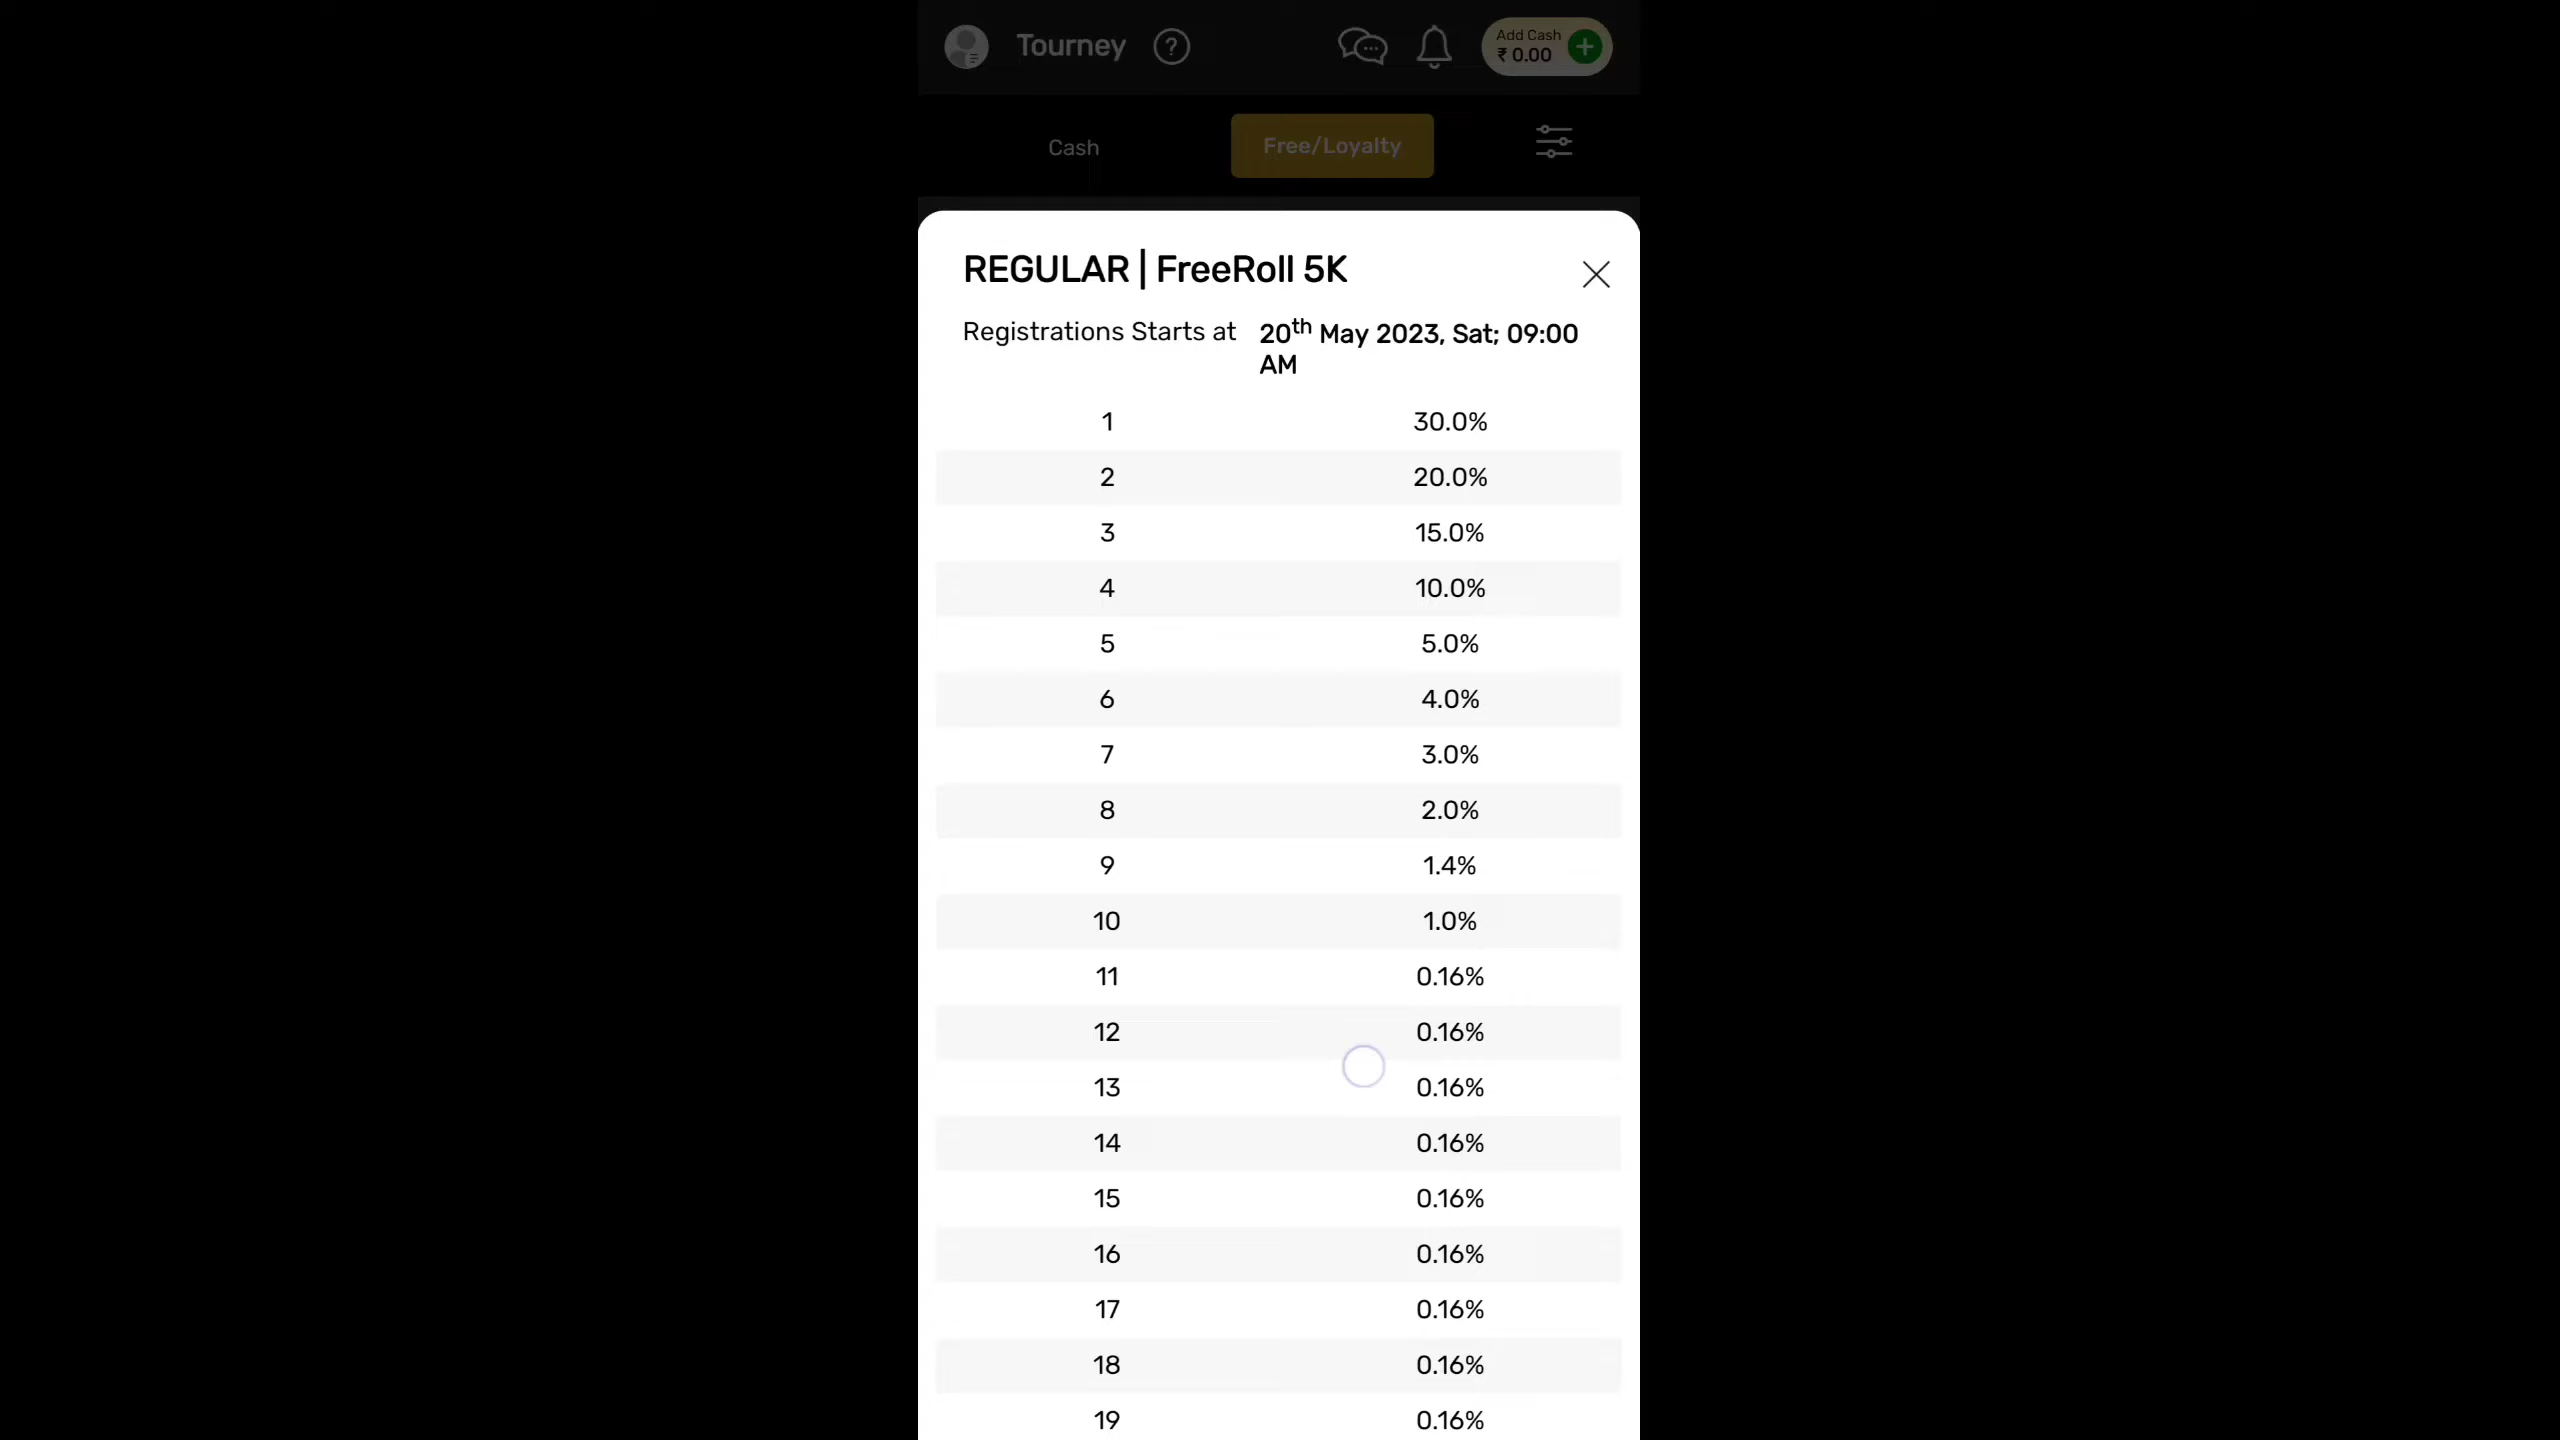 Tourney ?
Add Cash
₹ 0.00
Cash
Free/Loyalty
REGULAR | FreeRoll 5K
Registrations Starts at 20th May 2023, Sat; 09:00
AM
1 30.0%
2 20.0%
3 15.0%
4 10.0%
5 5.0%
6 4.0%
7 3.0%
8 2.0%
9 1.4%
10 1.0%
11 0.16%
12 0.16%
13 0.16%
14 0.16%
15 0.16%
16 0.16%
17 0.16%
18 0.16%
19 0.16%